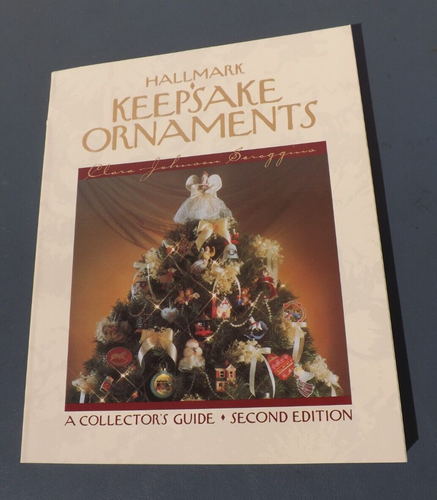 HALLMARK
KEEPSAKE
ORNAMENTS
Clara Johnson Scroggins
A COLLECTOR'S GUIDE ♦ SECOND EDITION